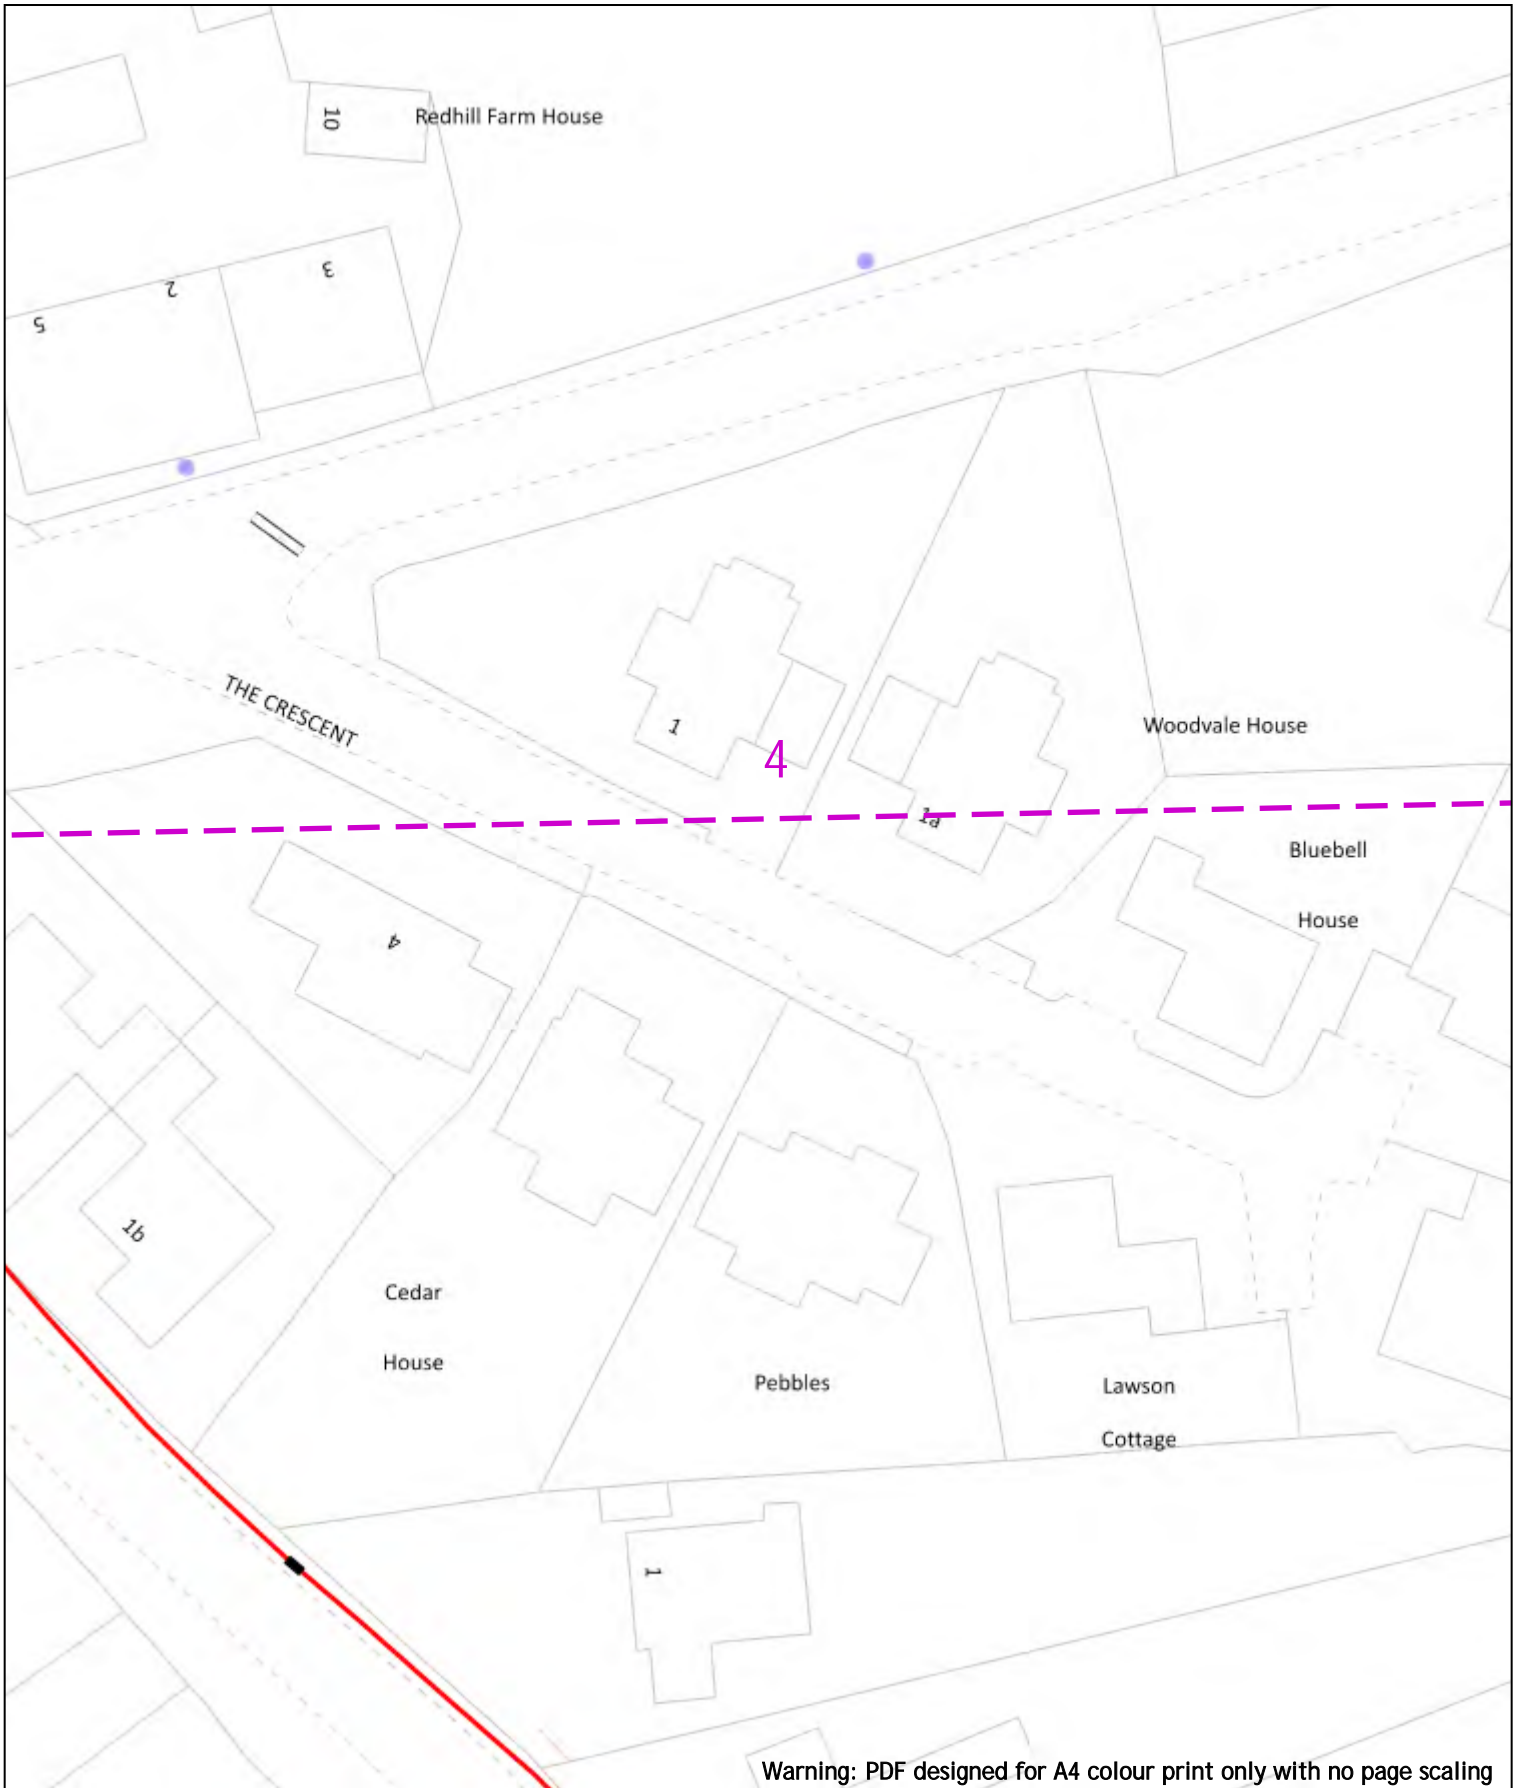 10
Redhill Farm House
3
2
5
THE CRESCENT
1
Woodvale House
4
1a
Bluebell
House
4
1b
Cedar
House
Pebbles
Lawson
Cottage
1
Warning: PDF designed for A4 colour print only with no page scaling